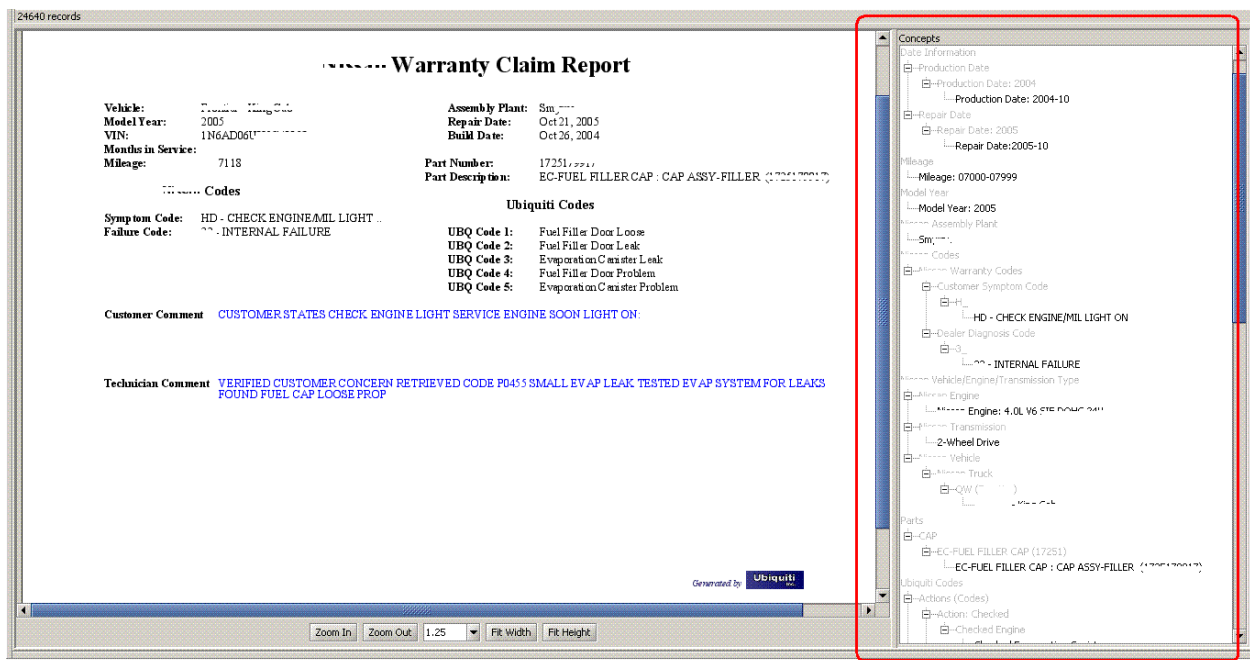 24640 records
Warranty Claim Report
Vehicle: Assembly Plant:
Model Year: 2005 Repair Date: Oct 21, 2005
VIN: Build Date: Oct 26, 2004
Months in Service:
Mileage: 7118 Part Number:
Part Description: EC-FUEL FILLER CAP : CAP ASSY-FILLER
Codes
Ubiquiti Codes
Symptom Code: HD - CHECK ENGINE/MIL LIGHT ..
Failure Code: - INTERNAL FAILURE UBQ Code 1: Fuel Filler Door Loose
UBQ Code 2: Fuel Filler Door Leak
UBQ Code 3: Evaporation Canister Leak
UBQ Code 4: Fuel Filler Door Problem
UBQ Code 5: Evaporation Canister Problem
Customer Comment CUSTOMER STATES CHECK ENGINE LIGHT SERVICE ENGINE SOON LIGHT ON:
Technician Comment VERIFIED CUSTOMER CONCERN RETRIEVED CODE P0455 SMALL EVAP LEAK TESTED EVAP SYSTEM FOR LEAKS
FOUND FUEL CAP LOOSE PROP
Generated by Ubiquiti Inc.
Zoom In Zoom Out 1.25 Fit Width Fit Height
Concepts
Date Information
Production Date
Production Date: 2004
Production Date: 2004-10
Repair Date
Repair Date: 2005
Repair Date:2005-10
Mileage
Mileage: 07000-07999
Model Year
Model Year: 2005
Assembly Plant
Codes
Warranty Codes
Customer Symptom Code
H_
HD - CHECK ENGINE/MIL LIGHT ON
Dealer Diagnosis Code
3_
- INTERNAL FAILURE
Vehicle/Engine/Transmission Type
Engine
Engine: 4.0L V6
Transmission
2-Wheel Drive
Vehicle
Truck
QW (
Parts
CAP
EC-FUEL FILLER CAP (17251)
EC-FUEL FILLER CAP : CAP ASSY-FILLER
Ubiquiti Codes
Actions (Codes)
Action: Checked
Checked Engine